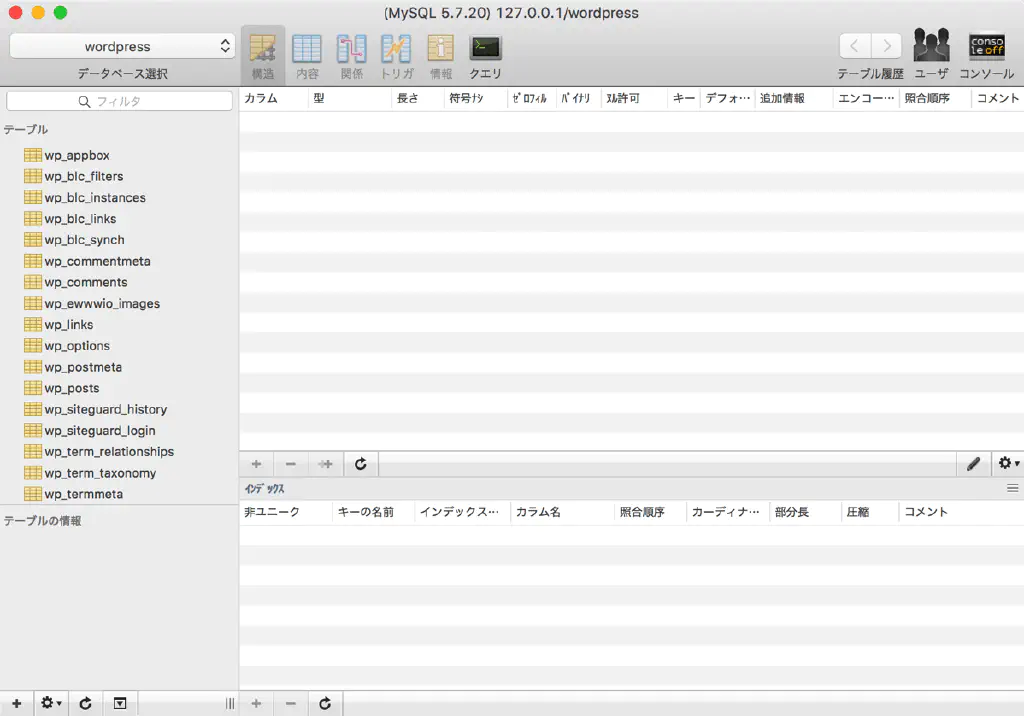 (MySQL 5.7.20) 127.0.0.1/wordpress
wordpress
データベース選択
構造 内容 関係 トリガ 情報 クエリ
テーブル履歴 ユーザ コンソール
conso
le off
フィルタ
カラム 型 長さ 符号ﾅｼ ｾﾞﾛﾌｨﾙ ﾊﾞｲﾅﾘ ﾇﾙ許可 キー デフォ… 追加情報 エンコー… 照合順序 コメント
テーブル
wp_appbox
wp_blc_filters
wp_blc_instances
wp_blc_links
wp_blc_synch
wp_commentmeta
wp_comments
wp_ewwwio_images
wp_links
wp_options
wp_postmeta
wp_posts
wp_siteguard_history
wp_siteguard_login
wp_term_relationships
wp_term_taxonomy
wp_termmeta
テーブルの情報
ｲﾝﾃﾞｯｸｽ
非ユニーク キーの名前 インデックス… カラム名 照合順序 カーディナ… 部分長 圧縮 コメント